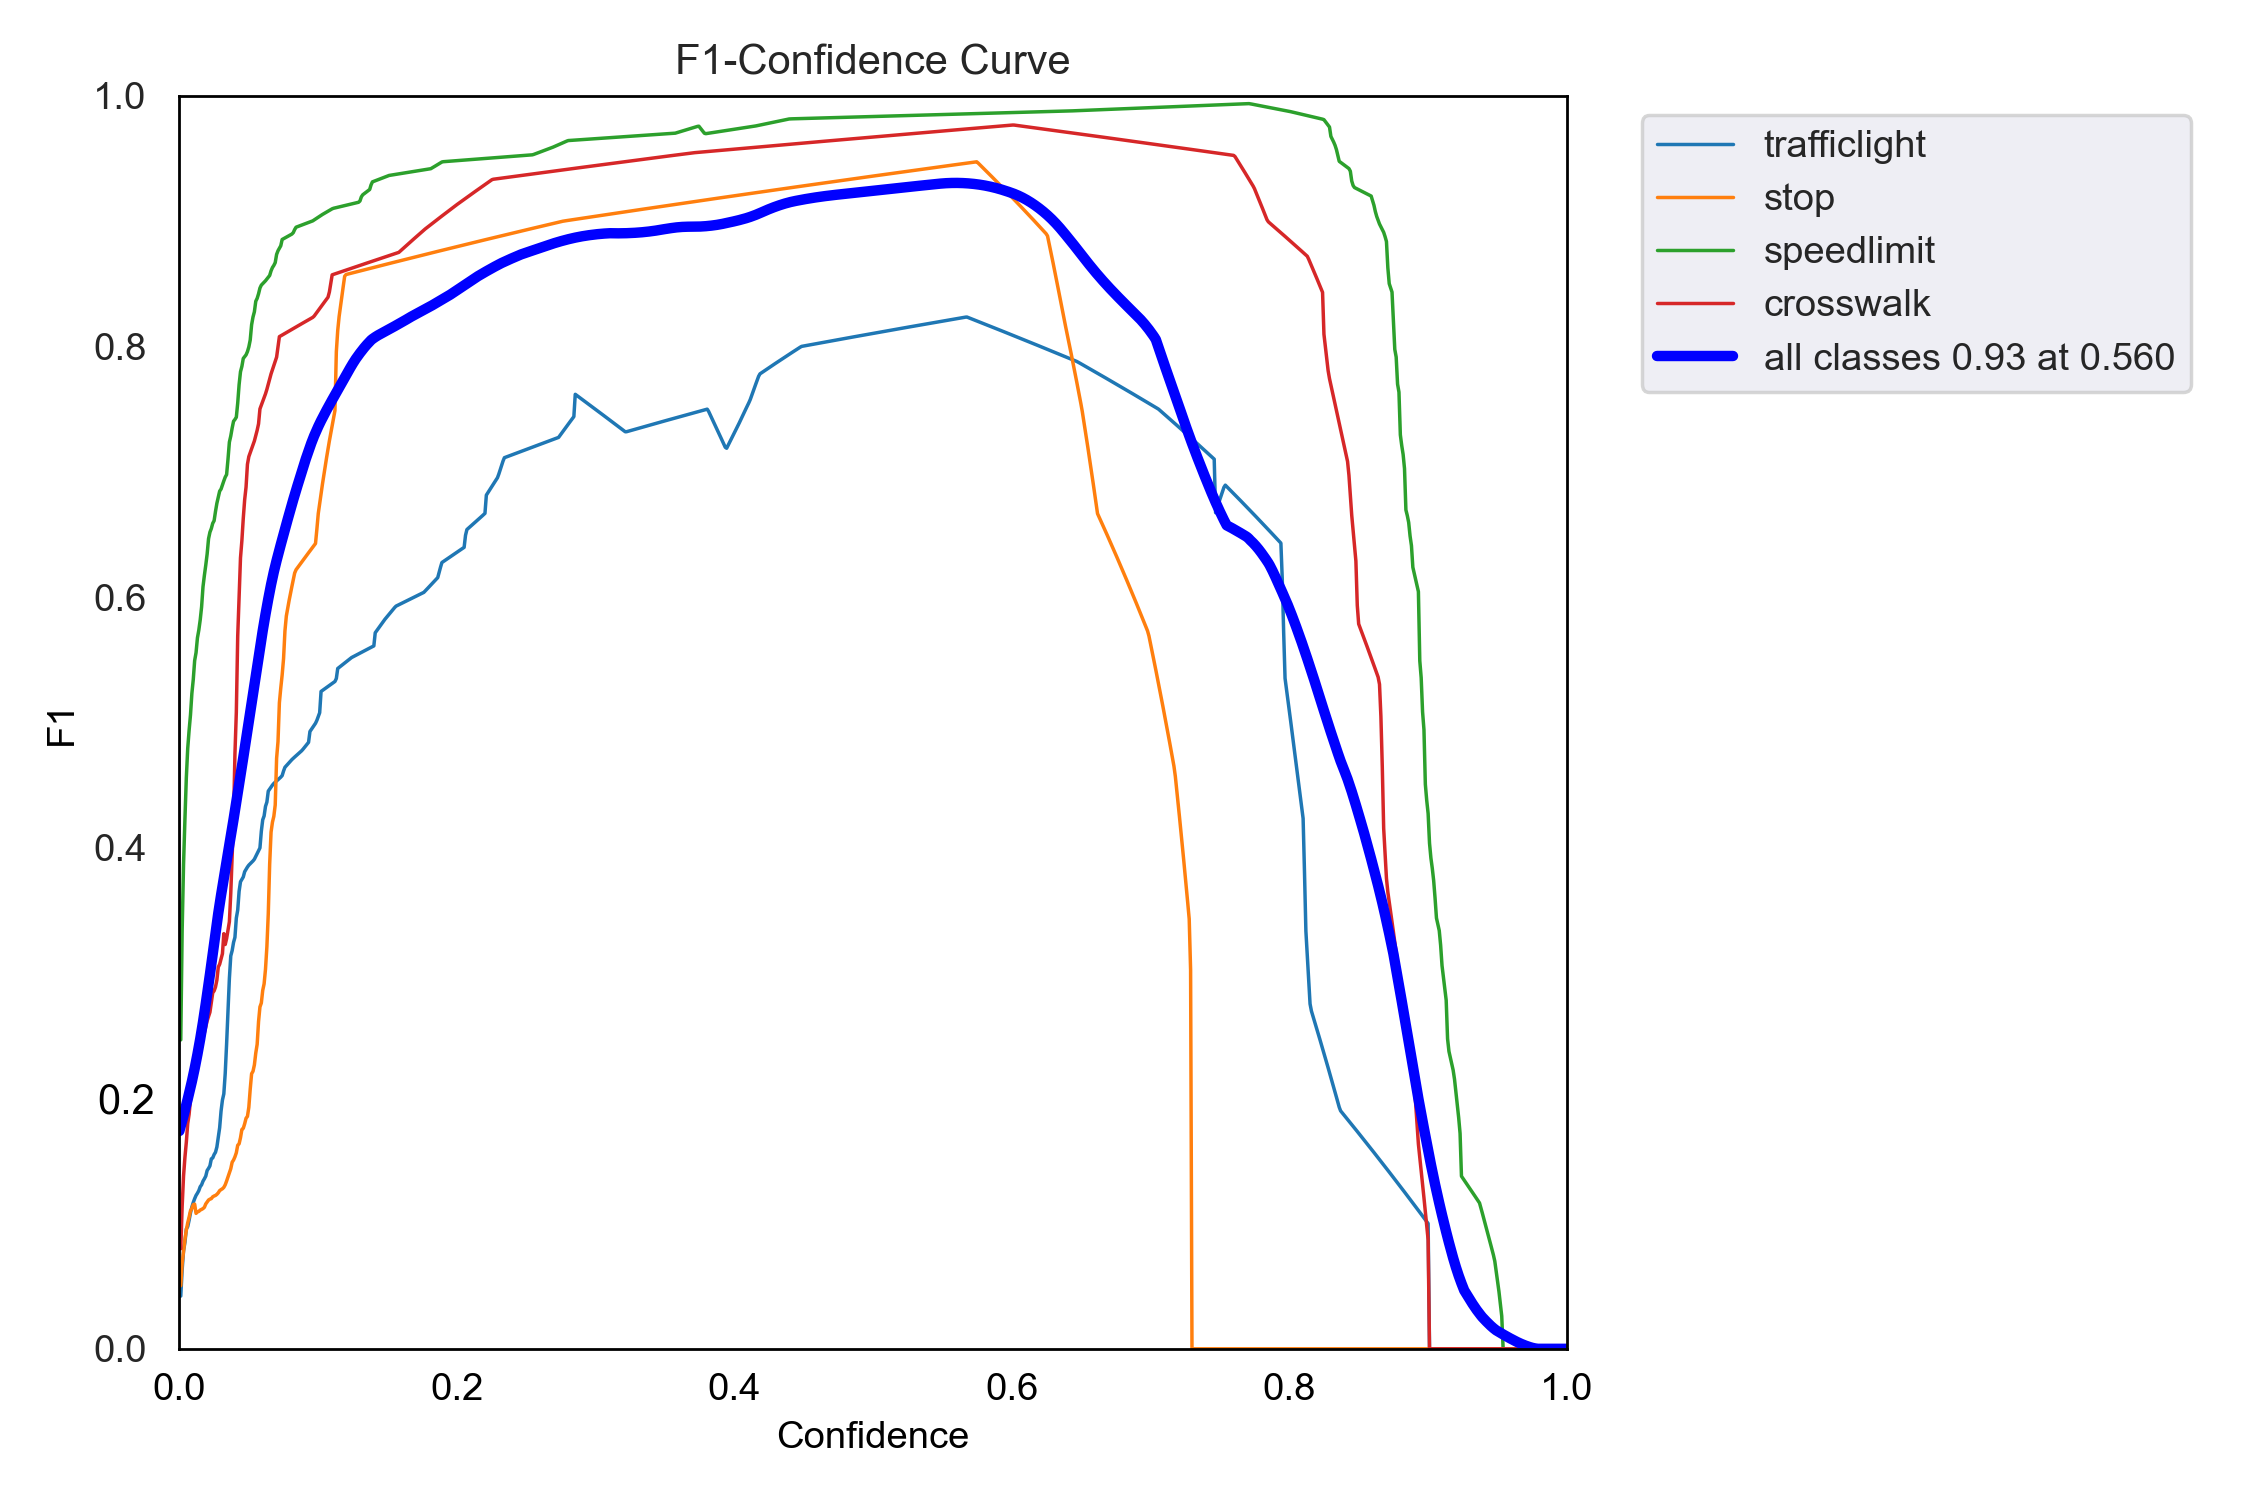 F1-Confidence Curve
1.0
0.8
0.6
0.4
0.2
0.0
F1
0.0 0.2 0.4 0.6 0.8 1.0
Confidence
trafficlight
stop
speedlimit
crosswalk
all classes 0.93 at 0.560